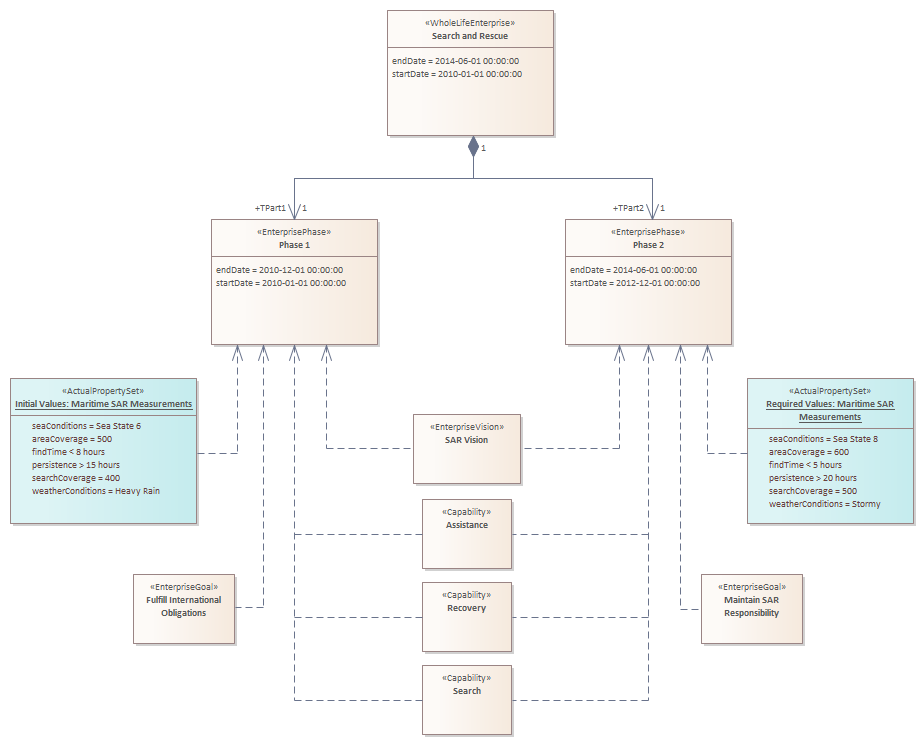 «WholeLifeEnterprise»
Search and Rescue
endDate = 2014-06-01 00:00:00
startDate = 2010-01-01 00:00:00
1
+TPart1
1
+TPart2
1
«EnterprisePhase»
Phase 1
endDate = 2010-12-01 00:00:00
startDate = 2010-01-01 00:00:00
«EnterprisePhase»
Phase 2
endDate = 2014-06-01 00:00:00
startDate = 2012-12-01 00:00:00
«ActualPropertySet»
Initial Values: Maritime SAR Measurements
seaConditions = Sea State 6
areaCoverage = 500
findTime < 8 hours
persistence > 15 hours
searchCoverage = 400
weatherConditions = Heavy Rain
«EnterpriseVision»
SAR Vision
«ActualPropertySet»
Required Values: Maritime SAR
Measurements
seaConditions = Sea State 8
areaCoverage = 600
findTime < 5 hours
persistence > 20 hours
searchCoverage = 500
weatherConditions = Stormy
«Capability»
Assistance
«EnterpriseGoal»
Fulfill International
Obligations
«Capability»
Recovery
«EnterpriseGoal»
Maintain SAR
Responsibility
«Capability»
Search